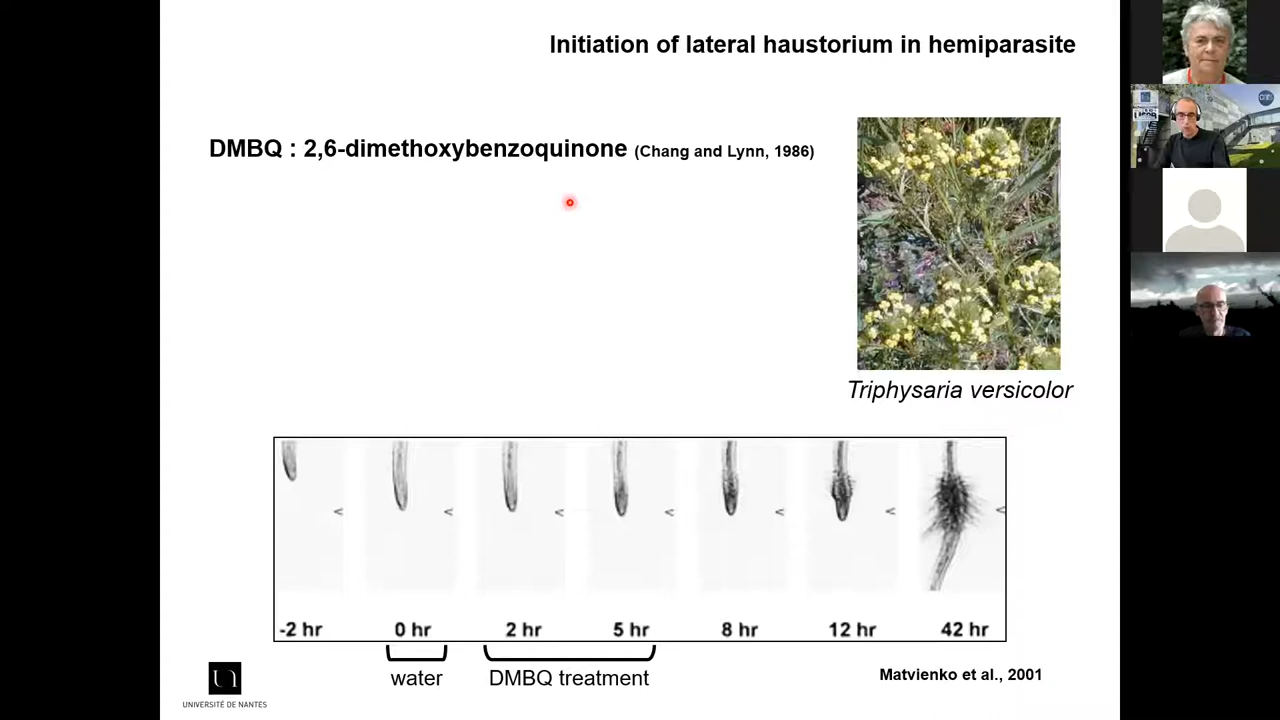 Initiation of lateral haustorium in hemiparasite
DMBQ : 2,6-dimethoxybenzoquinone (Chang and Lynn, 1986)
Triphysaria versicolor
< < < < < < <
-2 hr 0 hr 2 hr 5 hr 8 hr 12 hr 42 hr
water DMBQ treatment
Matvienko et al., 2001
UNIVERSITÉ DE NANTES